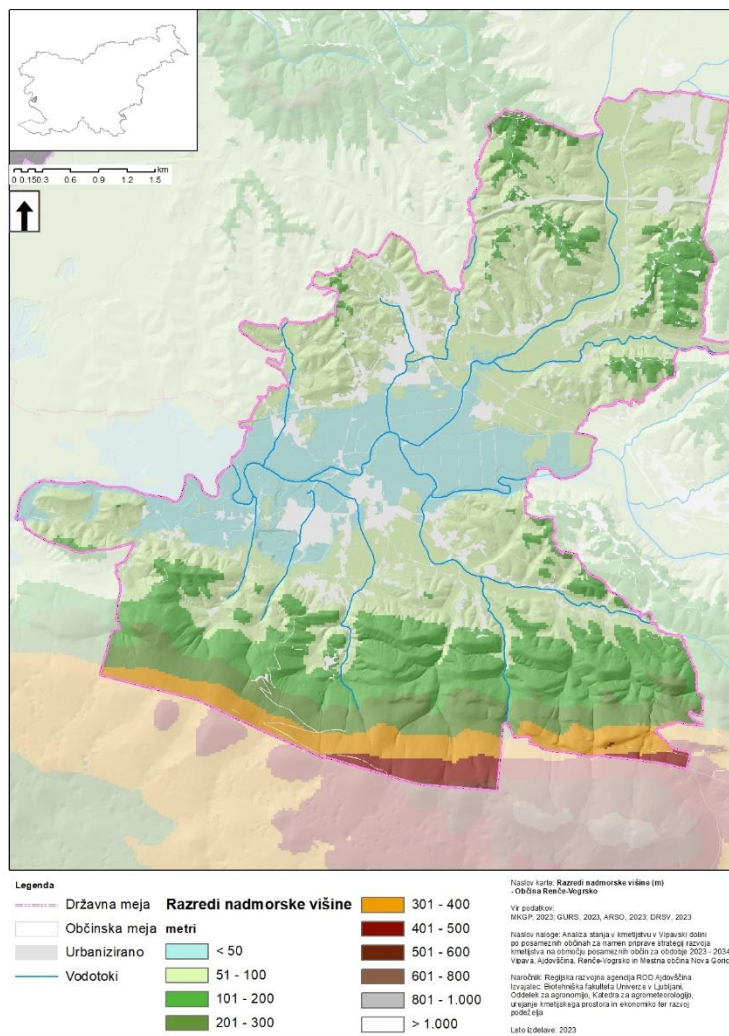 km
0 0.150.3 0.6 0.9 1.2 1.5
Legenda
Državna meja
Občinska meja
Urbanizirano
Vodotoki
Razredi nadmorske višine
metri
< 50
51 - 100
101 - 200
201 - 300
301 - 400
401 - 500
501 - 600
601 - 800
801 - 1.000
> 1.000
Naslov karte: Razredi nadmorske višine (m)
- Občina Renče-Vogrsko
Vir podatkov:
MKGP, 2023; GURS, 2023, ARSO, 2023; DRSV, 2023
Naslov naloge: Analiza stanja v kmetijstvu v Vipavski dolini
po posameznih občinah za namen priprave strategij razvoja
kmetijstva na območju posameznih občin za obdobje 2023 - 2034
Vipava, Ajdovščina, Renče-Vogrsko in Mestna občina Nova Goric
Naročnik: Regijska razvojna agencija ROD Ajdovščina
Izvajalec: Biotehniška fakulteta Univerze v Ljubljani,
Oddelek za agronomijo, Katedra za agrometeorologijo,
urejanje kmetijskega prostora in ekonomiko ter razvoj
podeželja
Leto izdelave: 2023